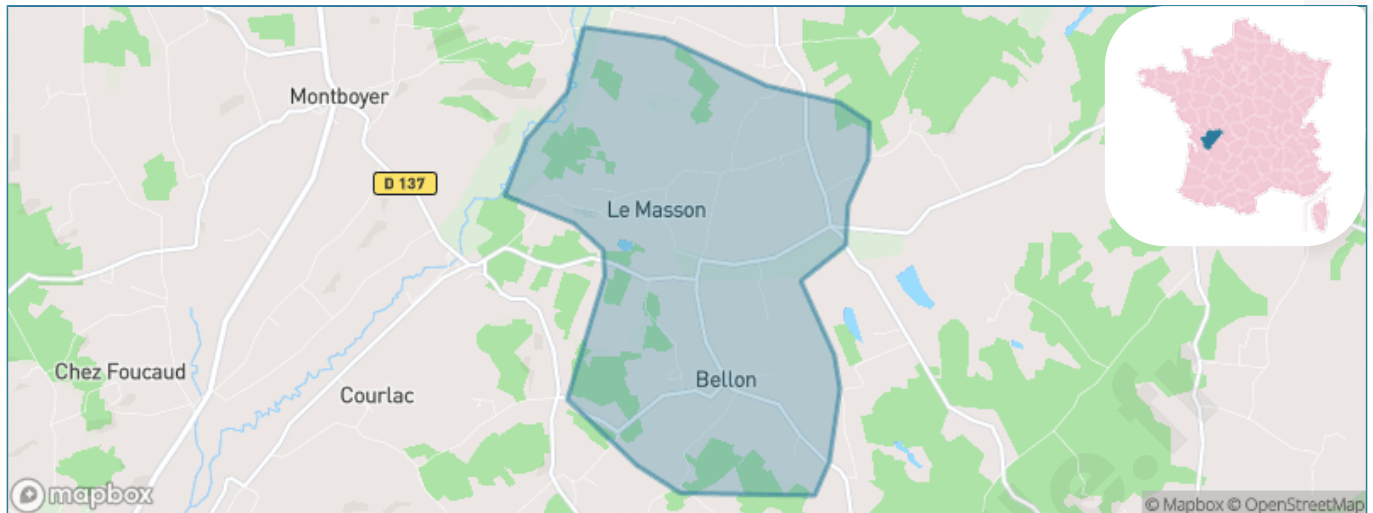 Montboyer
D 137
Le Masson
Chez Foucaud
Courlac
Bellon
mapbox
© Mapbox © OpenStreetMap